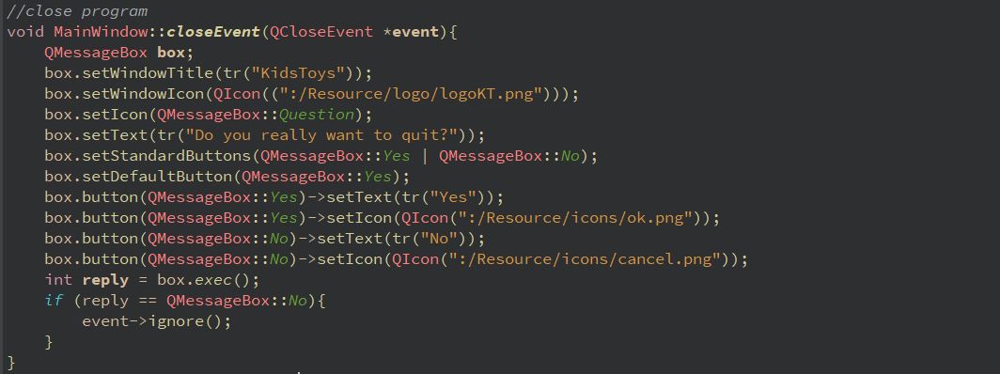 //close program
void MainWindow::closeEvent(QCloseEvent *event){
    QMessageBox box;
    box.setWindowTitle(tr("KidsToys"));
    box.setWindowIcon(QIcon((":/Resource/logo/logoKT.png")));
    box.setIcon(QMessageBox::Question);
    box.setText(tr("Do you really want to quit?"));
    box.setStandardButtons(QMessageBox::Yes | QMessageBox::No);
    box.setDefaultButton(QMessageBox::Yes);
    box.button(QMessageBox::Yes)->setText(tr("Yes"));
    box.button(QMessageBox::Yes)->setIcon(QIcon(":/Resource/icons/ok.png"));
    box.button(QMessageBox::No)->setText(tr("No"));
    box.button(QMessageBox::No)->setIcon(QIcon(":/Resource/icons/cancel.png"));
    int reply = box.exec();
    if (reply == QMessageBox::No){
        event->ignore();
    }
}